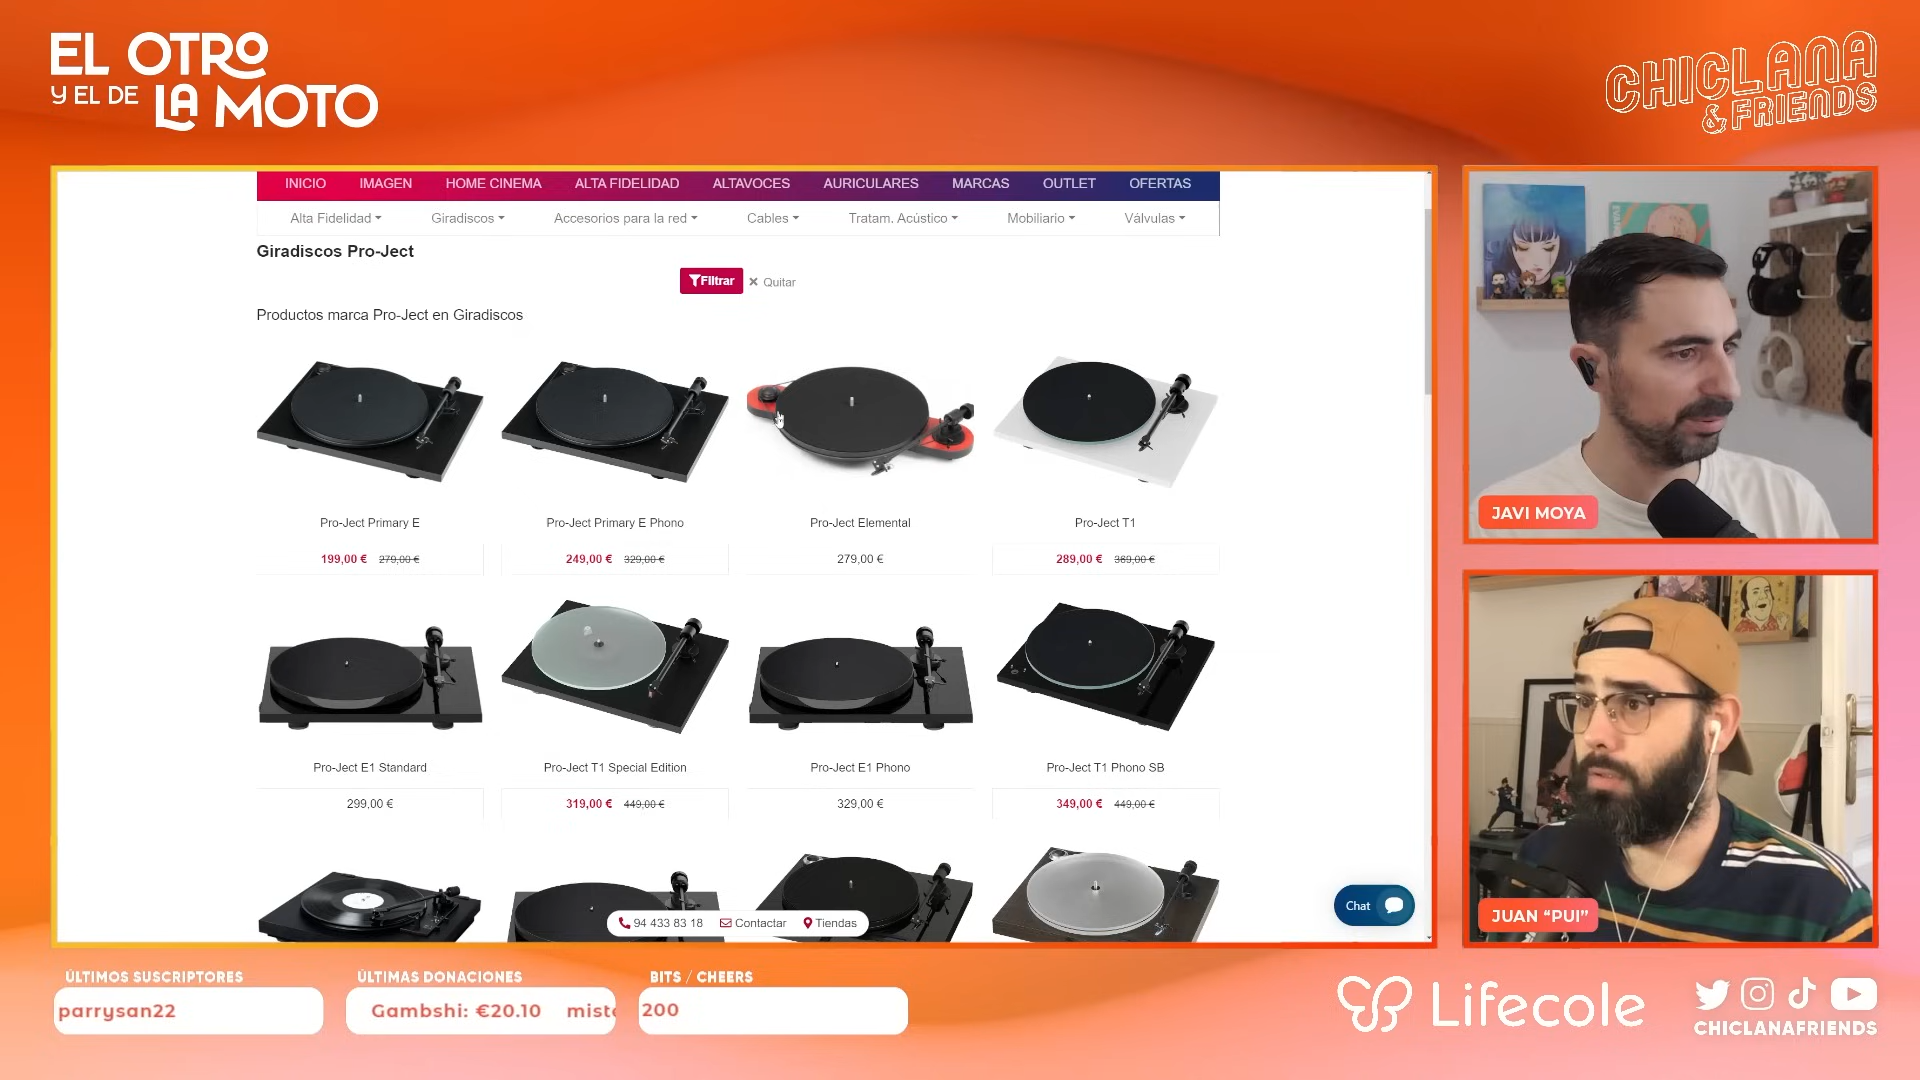 EL OTRO
Y EL DE LA MOTO
CHICLANA
& FRIENDS
INICIO IMAGEN HOME CINEMA ALTA FIDELIDAD ALTAVOCES AURICULARES MARCAS OUTLET OFERTAS
Alta Fidelidad Giradiscos Accesorios para la red Cables Tratam. Acústico Mobiliario Válvulas
Giradiscos Pro-Ject
Filtrar × Quitar
Productos marca Pro-Ject en Giradiscos
Pro-Ject Primary E Pro-Ject Primary E Phono Pro-Ject Elemental Pro-Ject T1
199,00 € 279,00 € 249,00 € 329,00 € 279,00 € 289,00 € 369,00 €
Pro-Ject E1 Standard Pro-Ject T1 Special Edition Pro-Ject E1 Phono Pro-Ject T1 Phono SB
299,00 € 319,00 € 449,00 € 329,00 € 349,00 € 449,00 €
94 433 83 18 Contactar Tiendas
Chat
JAVI MOYA
JUAN “PUI”
ÚLTIMOS SUSCRIPTORES ÚLTIMAS DONACIONES BITS / CHEERS
parrysan22 Gambshi: €20.10 200
Lifecole
CHICLANAFRIENDS